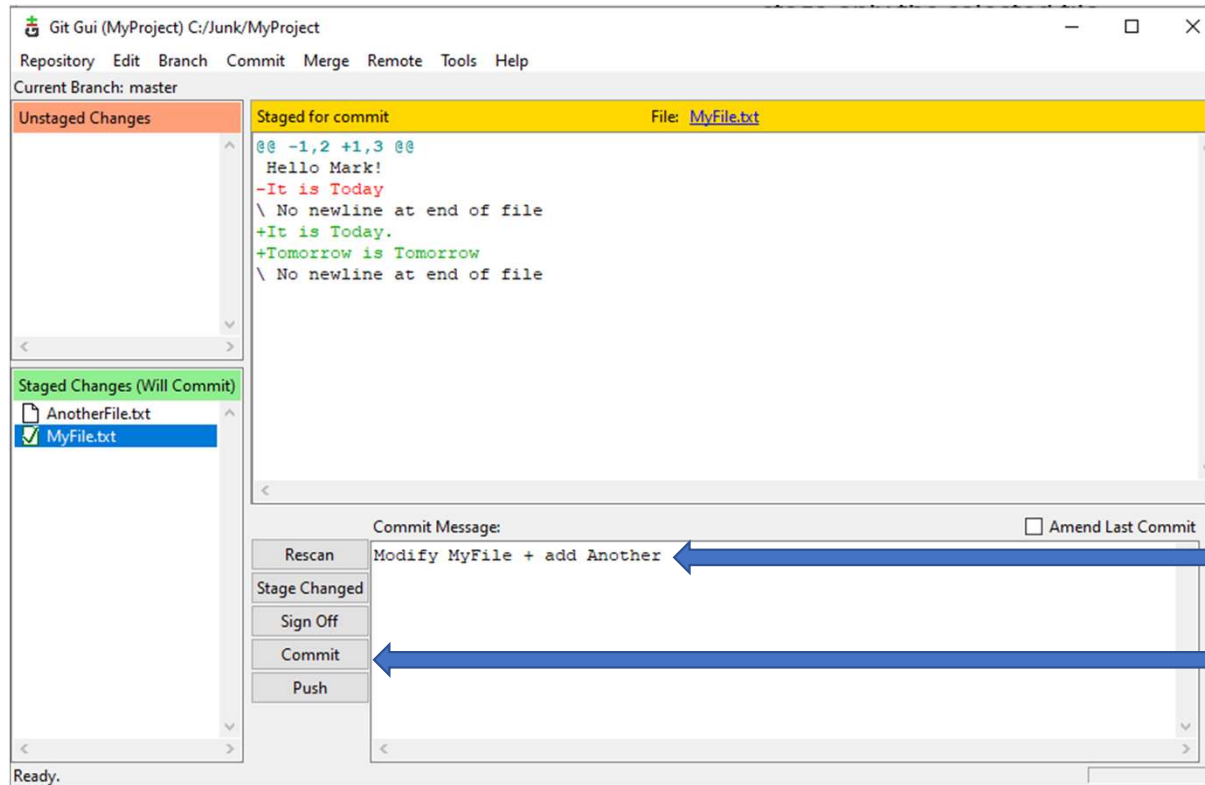 Git Gui (MyProject) C:/Junk/MyProject
Repository Edit Branch Commit Merge Remote Tools Help
Current Branch: master
Unstaged Changes
Staged for commit File: MyFile.txt
@@ -1,2 +1,3 @@
 Hello Mark!
-It is Today
\ No newline at end of file
+It is Today.
+Tomorrow is Tomorrow
\ No newline at end of file
Staged Changes (Will Commit)
AnotherFile.txt
MyFile.txt
Commit Message:
Amend Last Commit
Rescan
Stage Changed
Sign Off
Commit
Push
Modify MyFile + add Another
Ready.